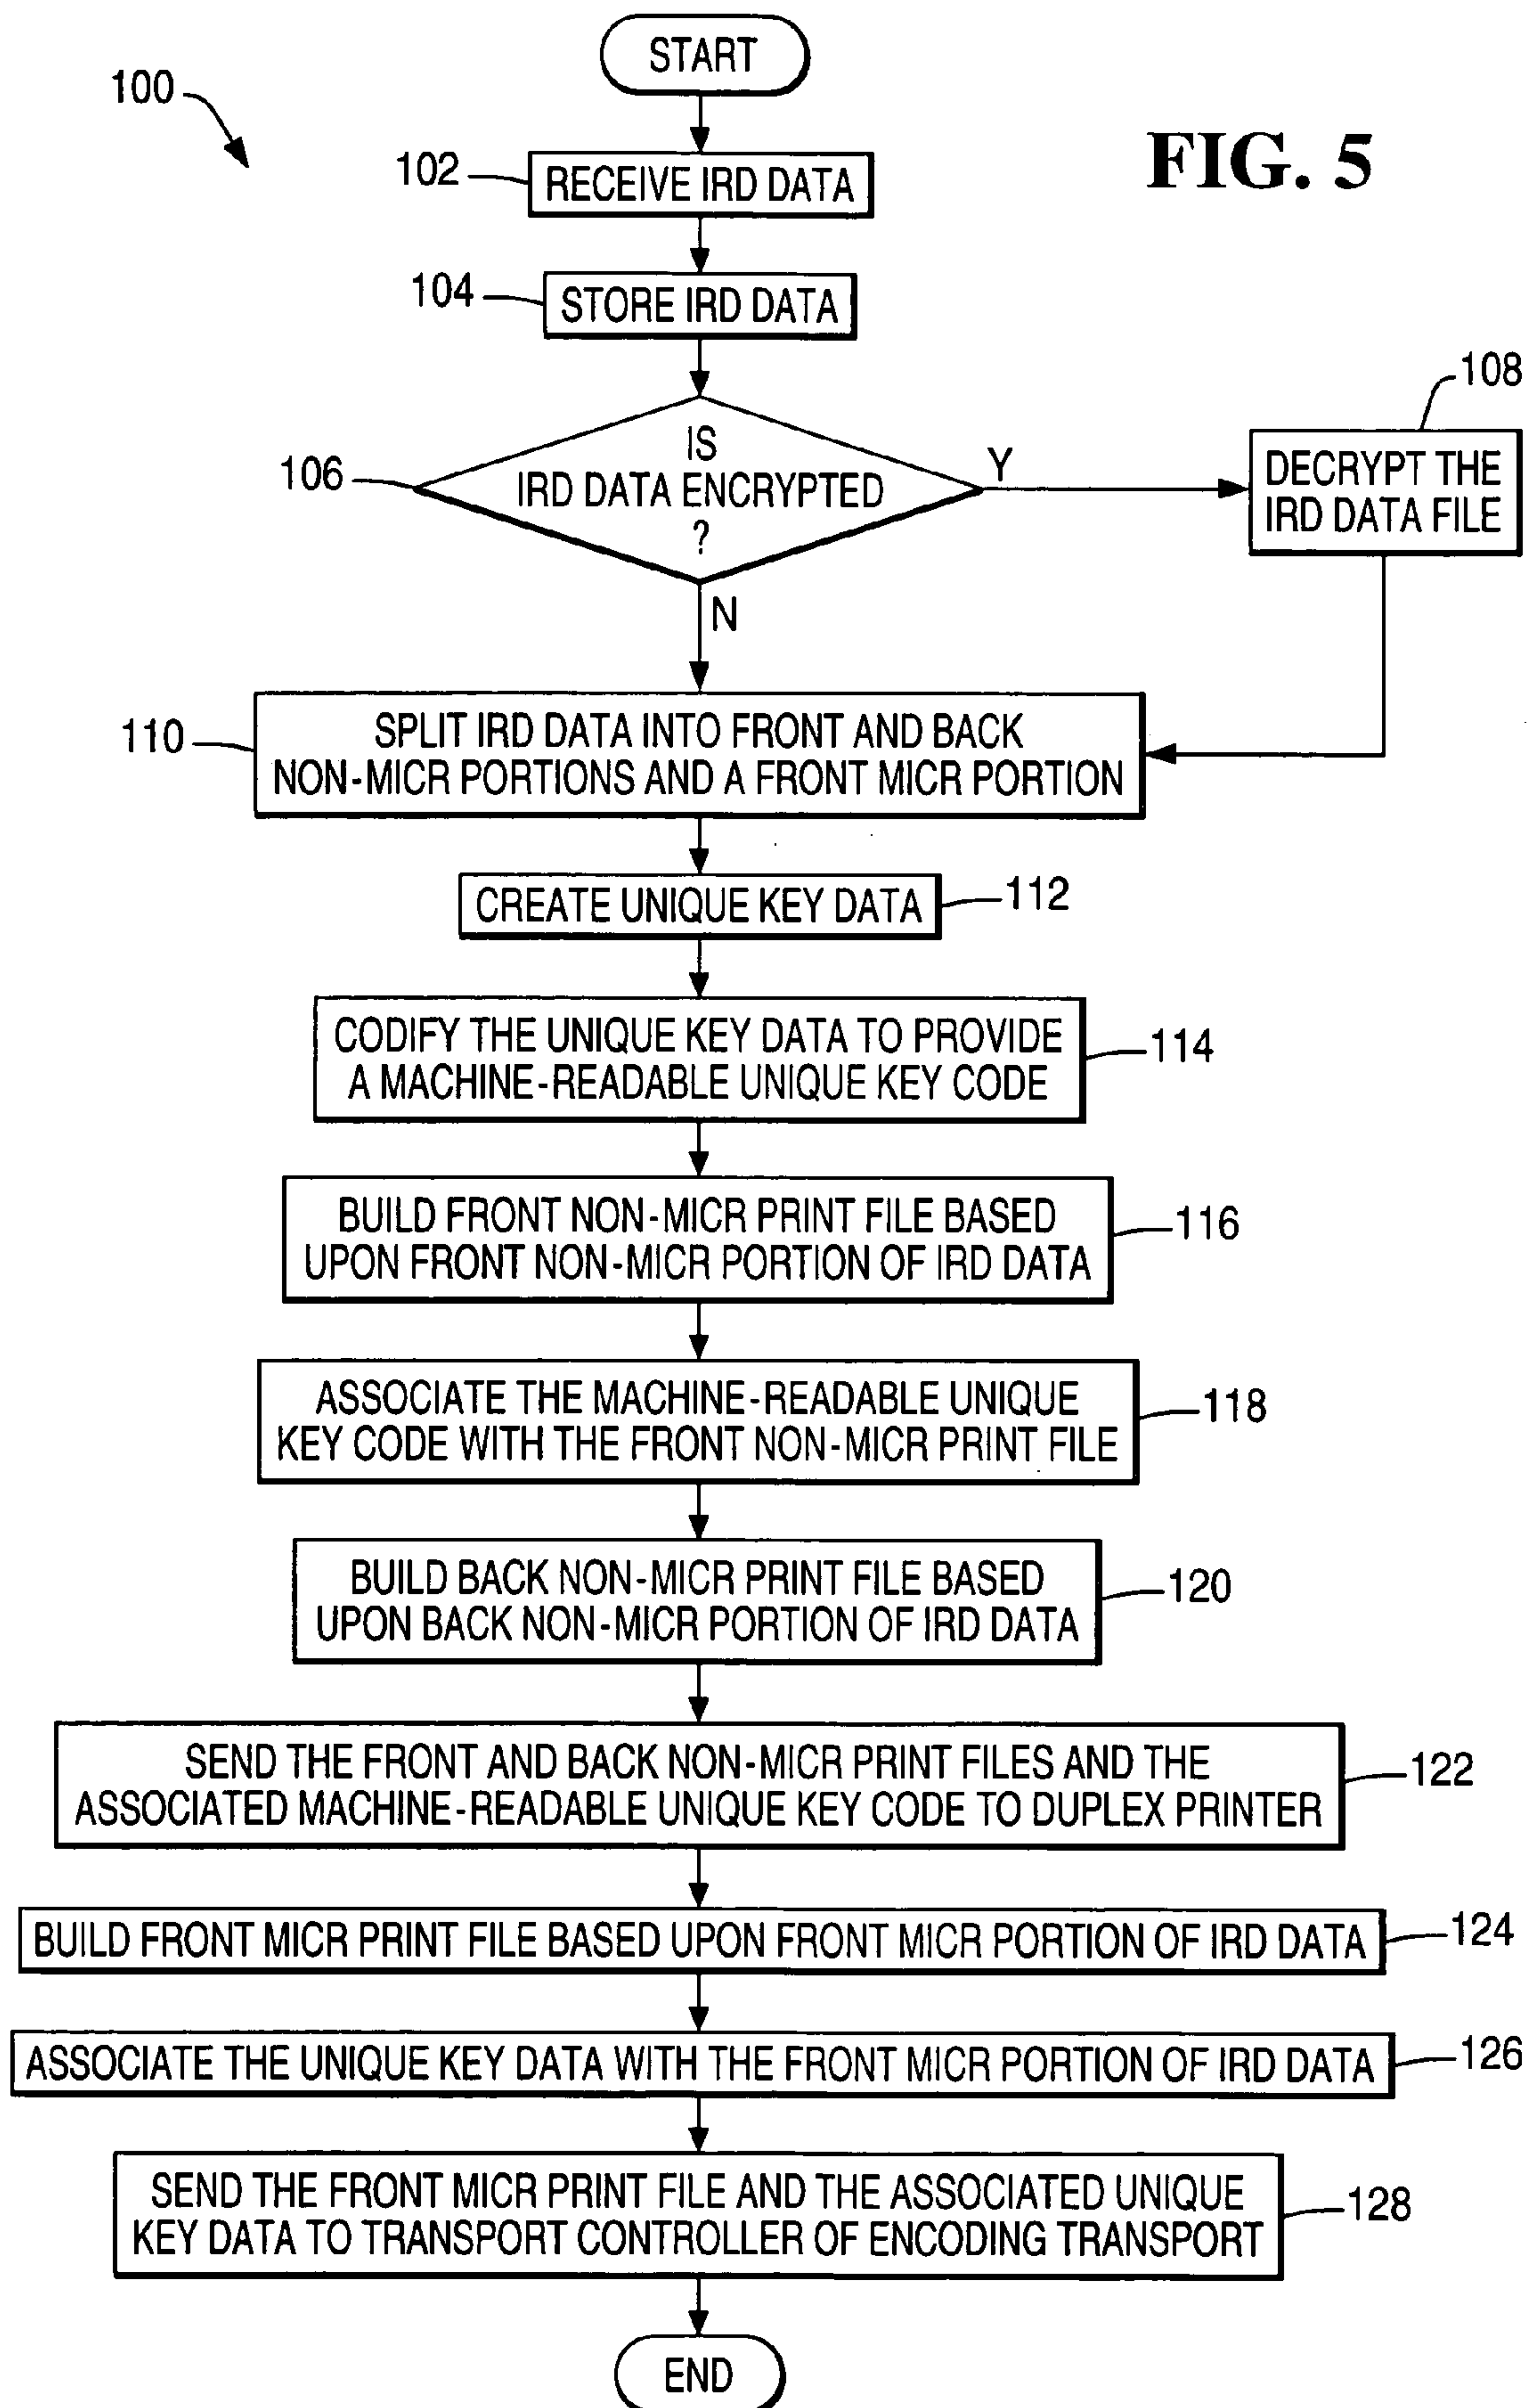 START
100
FIG. 5
102
RECEIVE IRD DATA
104
STORE IRD DATA
108
106
IS
IRD DATA ENCRYPTED
?
Y
DECRYPT THE
IRD DATA FILE
N
110
SPLIT IRD DATA INTO FRONT AND BACK
NON-MICR PORTIONS AND A FRONT MICR PORTION
CREATE UNIQUE KEY DATA
112
CODIFY THE UNIQUE KEY DATA TO PROVIDE
A MACHINE-READABLE UNIQUE KEY CODE
114
BUILD FRONT NON-MICR PRINT FILE BASED
UPON FRONT NON-MICR PORTION OF IRD DATA
116
ASSOCIATE THE MACHINE-READABLE UNIQUE
KEY CODE WITH THE FRONT NON-MICR PRINT FILE
118
BUILD BACK NON-MICR PRINT FILE BASED
UPON BACK NON-MICR PORTION OF IRD DATA
120
SEND THE FRONT AND BACK NON-MICR PRINT FILES AND THE
ASSOCIATED MACHINE-READABLE UNIQUE KEY CODE TO DUPLEX PRINTER
122
BUILD FRONT MICR PRINT FILE BASED UPON FRONT MICR PORTION OF IRD DATA
124
ASSOCIATE THE UNIQUE KEY DATA WITH THE FRONT MICR PORTION OF IRD DATA
126
SEND THE FRONT MICR PRINT FILE AND THE ASSOCIATED UNIQUE
KEY DATA TO TRANSPORT CONTROLLER OF ENCODING TRANSPORT
128
END